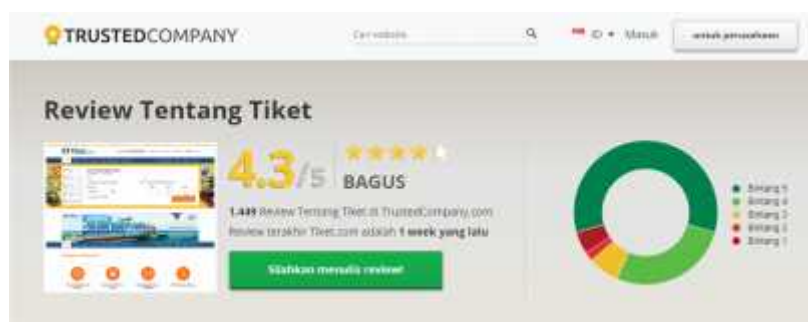 TRUSTEDCOMPANY
Cari website
ID
Masuk
untuk perusahaan
Review Tentang Tiket
4.3/5
BAGUS
1.449 Review Tentang Tiket di TrustedCompany.com
Review terakhir Tiket.com adalah 1 week yang lalu
Silahkan menulis review!
Bintang 5
Bintang 4
Bintang 3
Bintang 2
Bintang 1